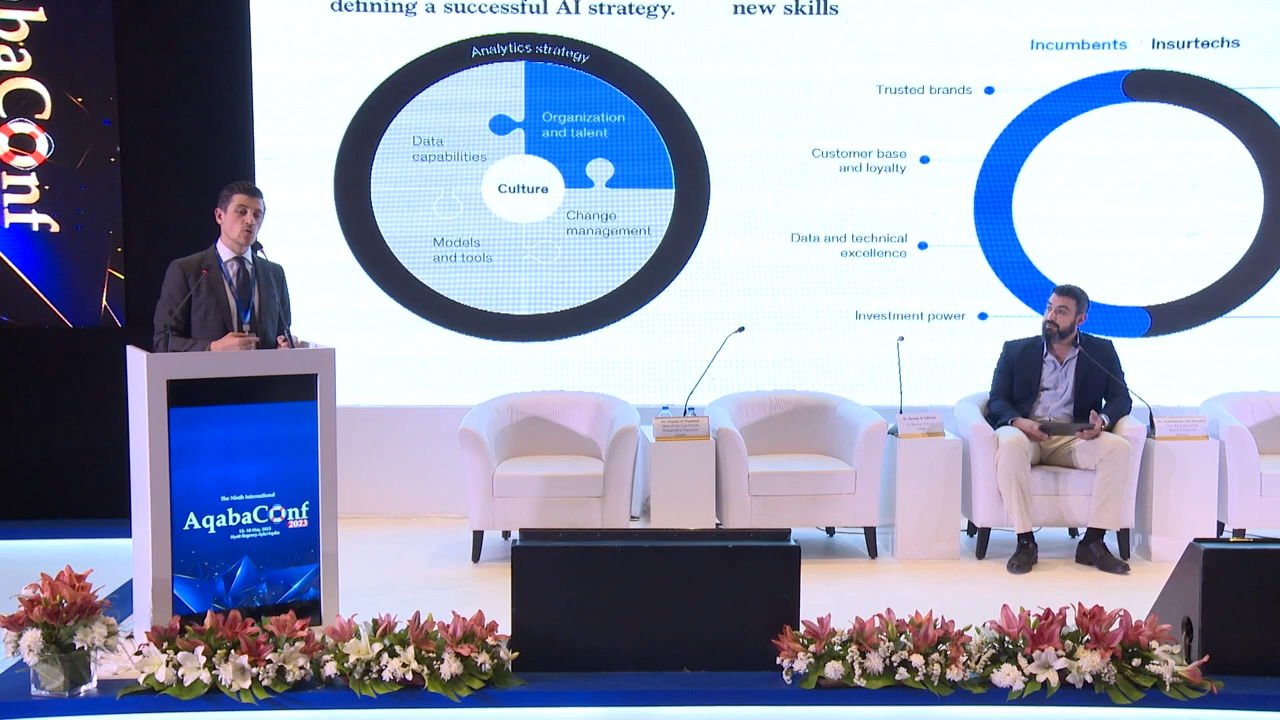 defining a successful AI strategy.
new skills
Analytics strategy
Organization
and talent
Data
capabilities
Culture
Change
management
Models
and tools
Incumbents
Insurtechs
Trusted brands
Customer base
and loyalty
Data and technical
excellence
Investment power
AqabaConf
The Ninth International
AqabaConf
2023